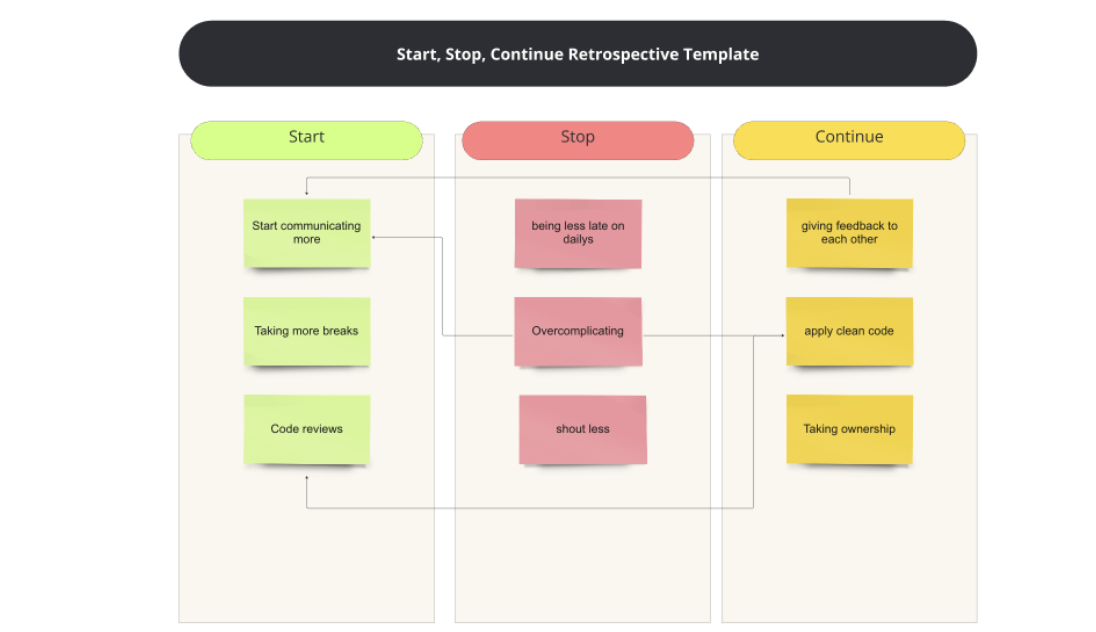 Start, Stop, Continue Retrospective Template
Start
Stop
Continue
Start communicating
more
being less late on
dailys
giving feedback to
each other
Taking more breaks
Overcomplicating
apply clean code
Code reviews
shout less
Taking ownership